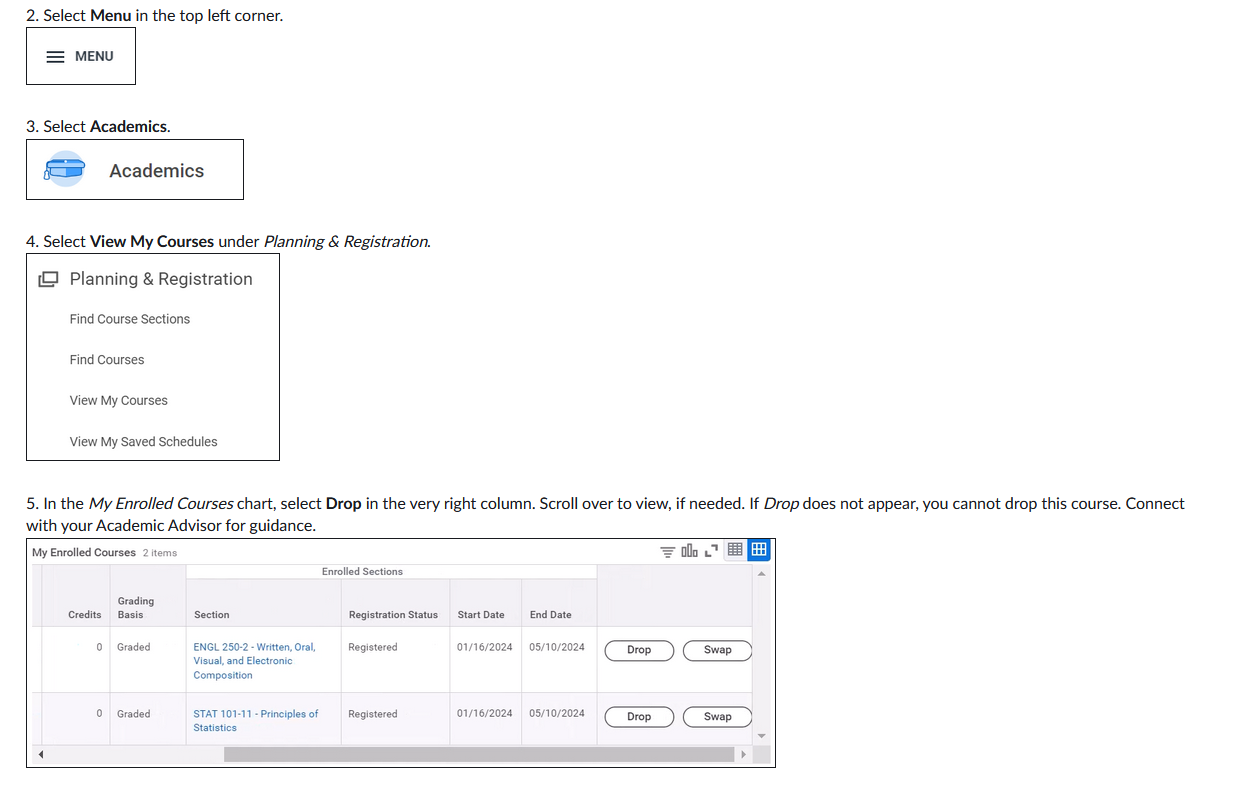 2. Select Menu in the top left corner.
MENU
3. Select Academics.
Academics
4. Select View My Courses under Planning & Registration.
Planning & Registration
Find Course Sections
Find Courses
View My Courses
View My Saved Schedules
5. In the My Enrolled Courses chart, select Drop in the very right column. Scroll over to view, if needed. If Drop does not appear, you cannot drop this course. Connect
with your Academic Advisor for guidance.
My Enrolled Courses 2 items
Enrolled Sections
Credits Grading Basis Section Registration Status Start Date End Date
0 Graded ENGL 250-2 - Written, Oral, Registered 01/16/2024 05/10/2024 Drop Swap
Visual, and Electronic
Composition
0 Graded STAT 101-11 - Principles of Registered 01/16/2024 05/10/2024 Drop Swap
Statistics